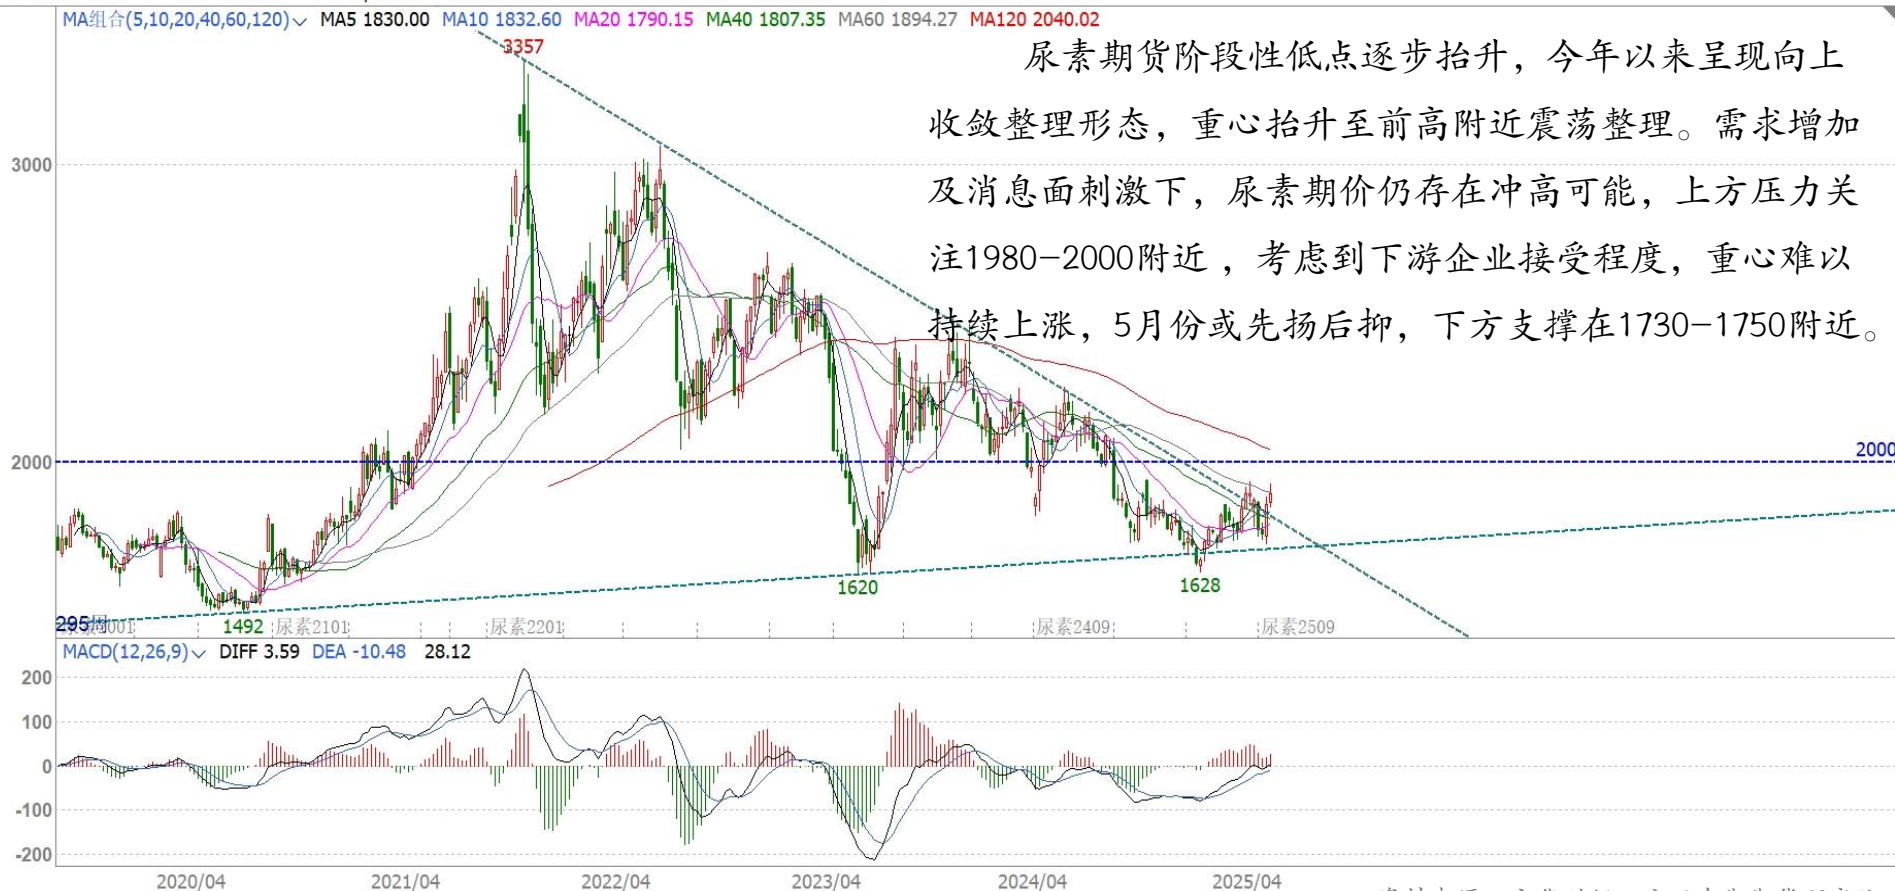 MA组合(5,10,20,40,60,120) MA5 1830.00 MA10 1832.60 MA20 1790.15 MA40 1807.35 MA60 1894.27 MA120 2040.02
3357
尿素期货阶段性低点逐步抬升，今年以来呈现向上
收敛整理形态，重心抬升至前高附近震荡整理。需求增加
及消息面刺激下，尿素期价仍存在冲高可能，上方压力关
注1980-2000附近，考虑到下游企业接受程度，重心难以
持续上涨，5月份或先扬后抑，下方支撑在1730-1750附近。
3000
2000
2000
1620
1628
295
1492
尿素2101
尿素2201
尿素2409
尿素2509
MACD(12,26,9) DIFF 3.59 DEA -10.48 28.12
200
100
0
-100
-200
2020/04
2021/04
2022/04
2023/04
2024/04
2025/04